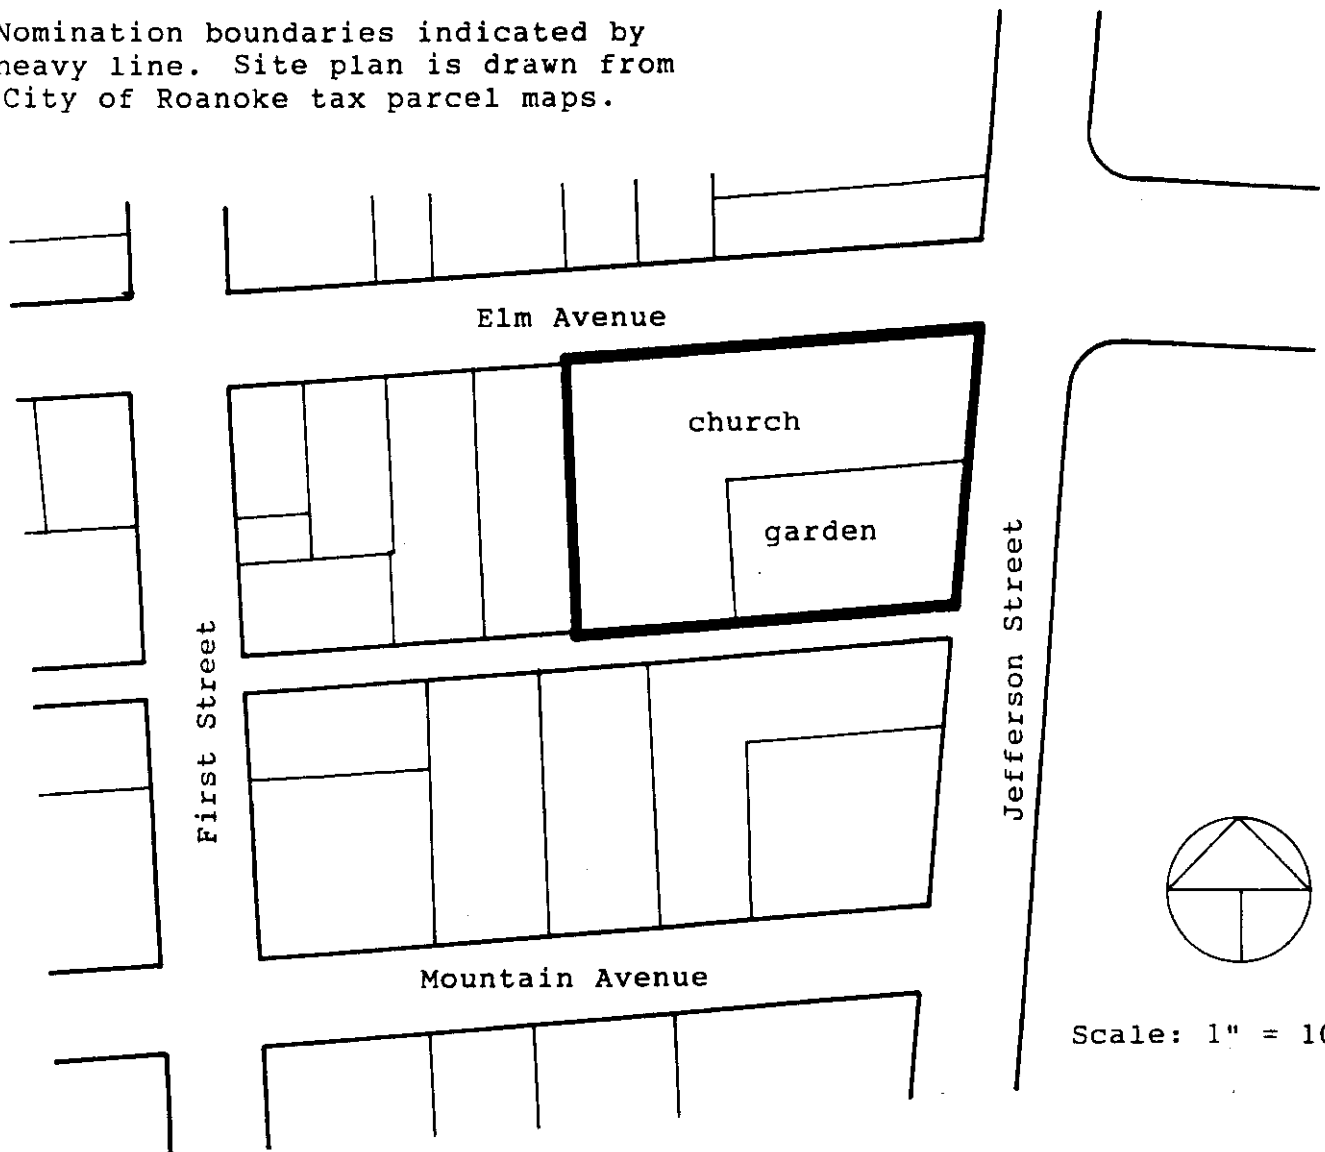 Nomination boundaries indicated by
heavy line. Site plan is drawn from
City of Roanoke tax parcel maps.
Elm Avenue
church
garden
First Street
Jefferson Street
Mountain Avenue
Scale: 1" =